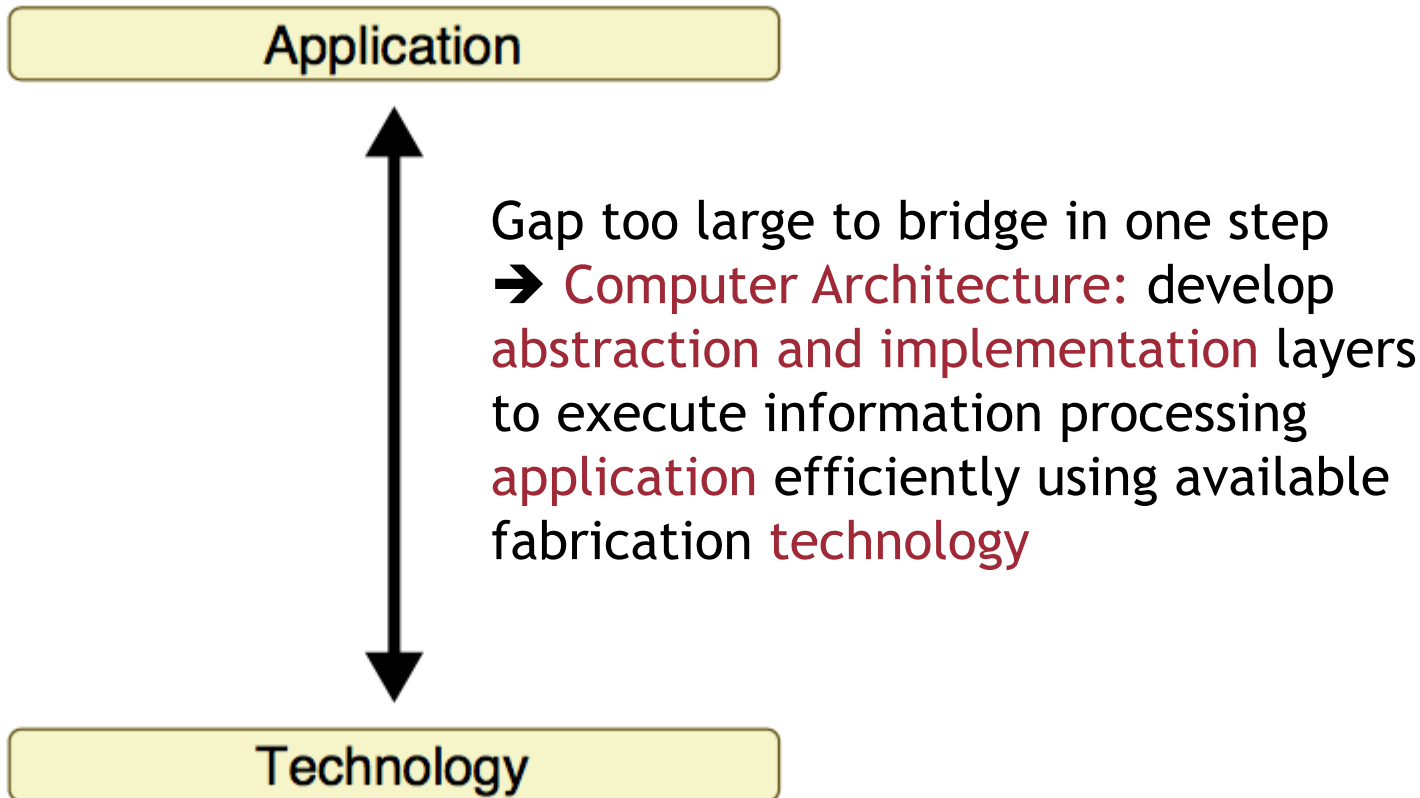 Application
Gap too large to bridge in one step
➔ Computer Architecture: develop
abstraction and implementation layers
to execute information processing
application efficiently using available
fabrication technology
Technology